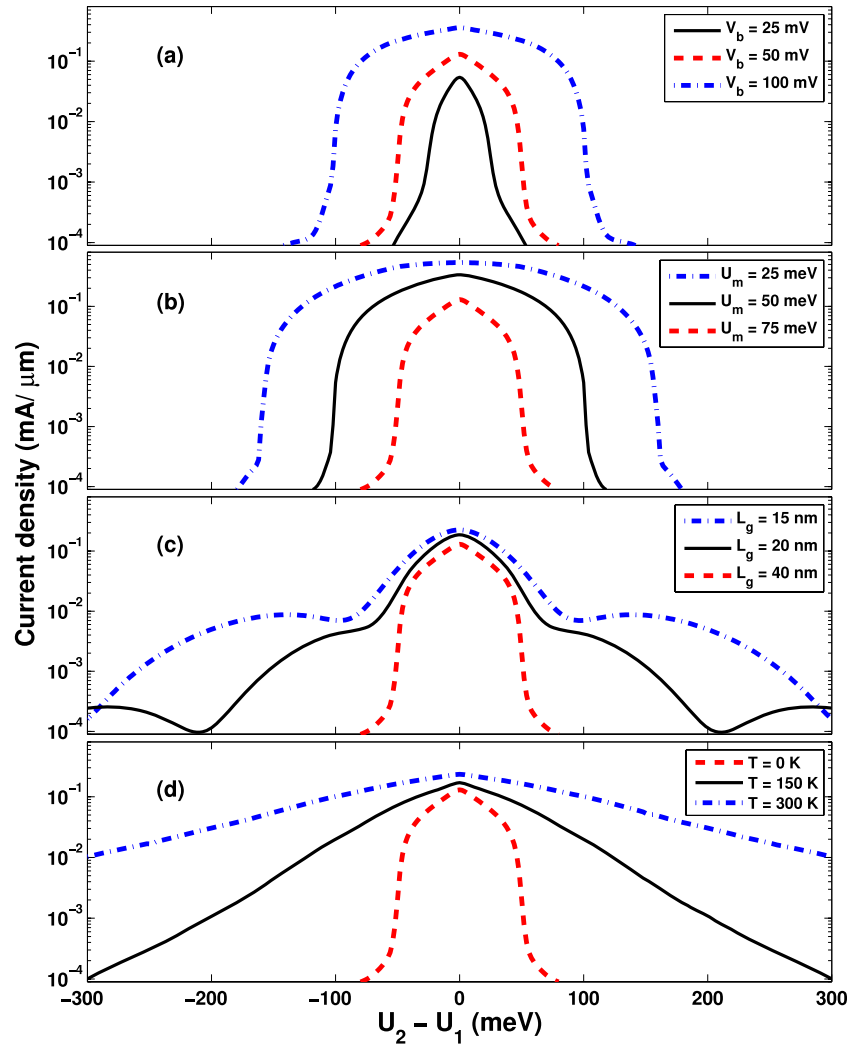 (a)
V_b = 25 mV
V_b = 50 mV
V_b = 100 mV
10^−1
10^−2
10^−3
10^−4
(b)
U_m = 25 meV
U_m = 50 meV
U_m = 75 meV
10^−1
10^−2
10^−3
10^−4
Current density (mA/ μm)
(c)
L_g = 15 nm
L_g = 20 nm
L_g = 40 nm
10^−1
10^−2
10^−3
10^−4
(d)
T = 0 K
T = 150 K
T = 300 K
10^−1
10^−2
10^−3
10^−4
−300 −200 −100 0 100 200 300
U_2 − U_1 (meV)